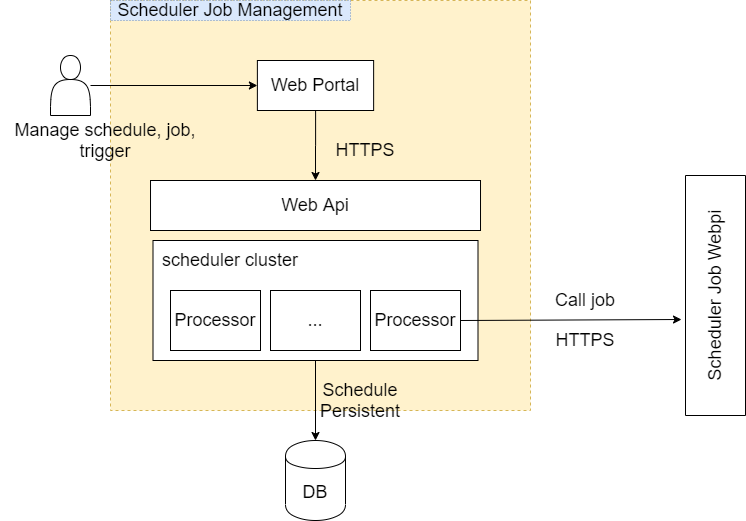 Scheduler Job Management
Web Portal
Manage schedule, job,
trigger
HTTPS
Web Api
scheduler cluster
Processor
...
Processor
Call job
HTTPS
Scheduler Job Webpi
Schedule
Persistent
DB